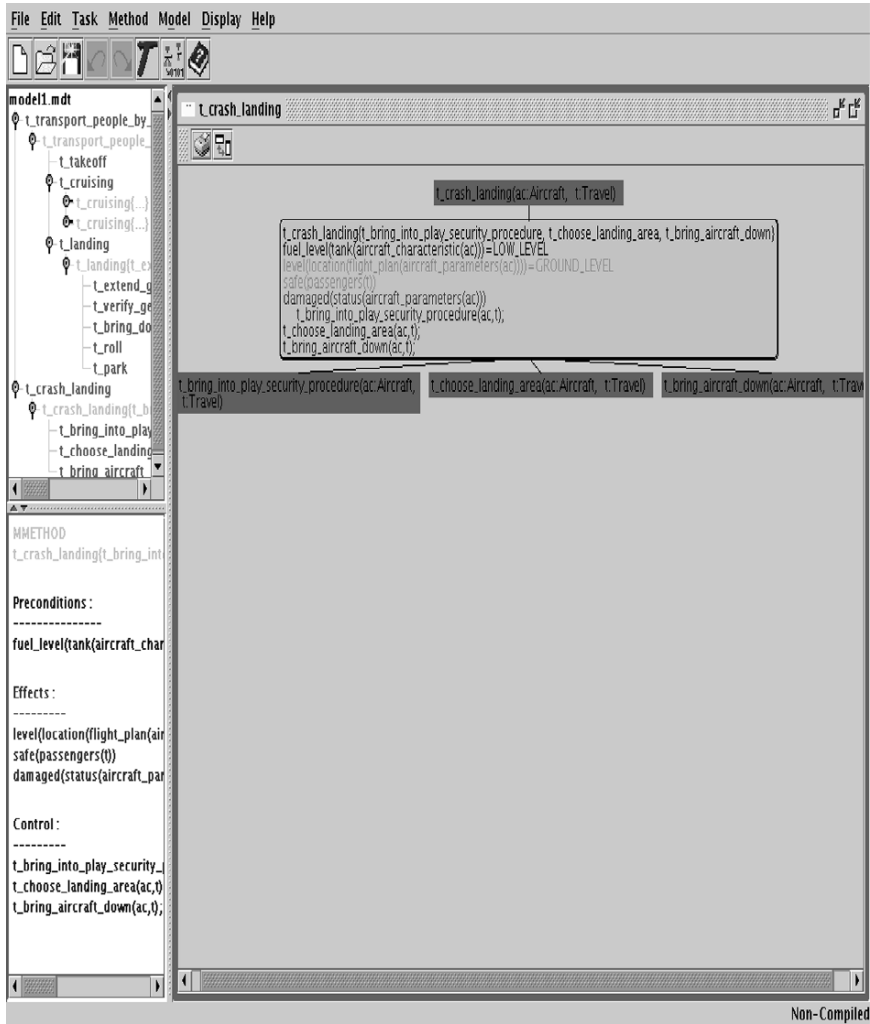 File Edit Task Method Model Display Help
model1.mdt
t_transport_people_by_
t_transport_people_
t_takeoff
t_cruising
t_cruising{...}
t_cruising{...}
t_landing
t_landing{t_ex
t_extend_g
t_verify_ge
t_bring_do
t_roll
t_park
t_crash_landing
t_crash_landing{t_b
t_bring_into_play
t_choose_landing
t_bring_aircraft_
MMETHOD
t_crash_landing{t_bring_int
Preconditions :
---------------
fuel_level(tank(aircraft_char
Effects :
---------
level(location(flight_plan(air
safe(passengers(t))
damaged(status(aircraft_par
Control :
---------
t_bring_into_play_security_p
t_choose_landing_area(ac,t)
t_bring_aircraft_down(ac,t);
t_crash_landing
t_crash_landing(ac:Aircraft, t:Travel)
t_crash_landing{t_bring_into_play_security_procedure, t_choose_landing_area, t_bring_aircraft_down}
fuel_level(tank(aircraft_characteristic(ac)))=LOW_LEVEL
level(location(flight_plan(aircraft_parameters(ac))))=GROUND_LEVEL
safe(passengers(t))
damaged(status(aircraft_parameters(ac)))
t_bring_into_play_security_procedure(ac,t);
t_choose_landing_area(ac,t);
t_bring_aircraft_down(ac,t);
t_bring_into_play_security_procedure(ac:Aircraft,
t:Travel)
t_choose_landing_area(ac:Aircraft, t:Travel)
t_bring_aircraft_down(ac:Aircraft, t:Trav
Non-Compiled